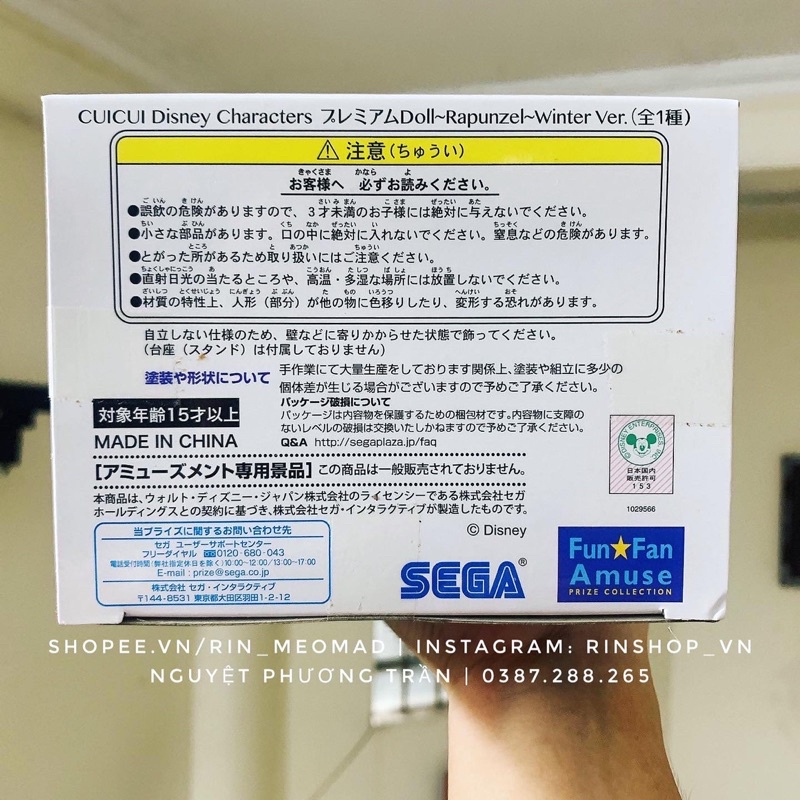 CUICUI Disney Characters プレミアムDoll~Rapunzel~Winter Ver.(全1種)
⚠ 注意(ちゅうい)
お客様へ 必ずお読みください。
●誤飲の危険がありますので、3才未満のお子様には絶対に与えないでください。
●小さな部品があります。口の中に絶対に入れないでください。窒息などの危険があります。
●とがった所があるため取り扱いにはご注意ください。
●直射日光の当たるところや、高温・多湿な場所には放置しないでください。
●材質の特性上、人形(部分)が他の物に色移りしたり、変形する恐れがあります。
自立しない仕様のため、壁などに寄りかからせた状態で飾ってください。
(台座(スタンド)は付属しておりません)
塗装や形状について
手作業にて大量生産をしております関係上、塗装や組立に多少の
個体差が生じる場合がございますので予めご了承ください。
対象年齢15才以上
MADE IN CHINA
パッケージ破損について
パッケージは内容物を保護するための梱包材です。内容物に支障の
ないレベルの破損は交換いたしかねますので予めご了承ください。
Q&A http://segaplaza.jp/faq
[アミューズメント専用景品] この商品は一般販売されておりません。
本商品は、ウォルト・ディズニー・ジャパン株式会社のライセンシーである株式会社セガ
ホールディングスとの契約に基づき、株式会社セガ・インタラクティブが製造したものです。
©DISNEY ENTERPRISES, INC.
日本国内
販売許可
153
1029566
当プライズに関するお問い合わせ先
セガ ユーザーサポートセンター
フリーダイヤル 0120-680-043
電話受付時間(弊社指定休日を除く)10:00~12:00/13:00~17:00
E-mail : prize@sega.co.jp
株式会社 セガ・インタラクティブ
〒144-8531 東京都大田区羽田1-2-12
© Disney
SEGA®
Fun★Fan
Amuse
PRIZE COLLECTION
SHOPEE.VN/RIN_MEOMAD | INSTAGRAM: RINSHOP_VN
NGUYỆT PHƯƠNG TRẦN | 0387.288.265